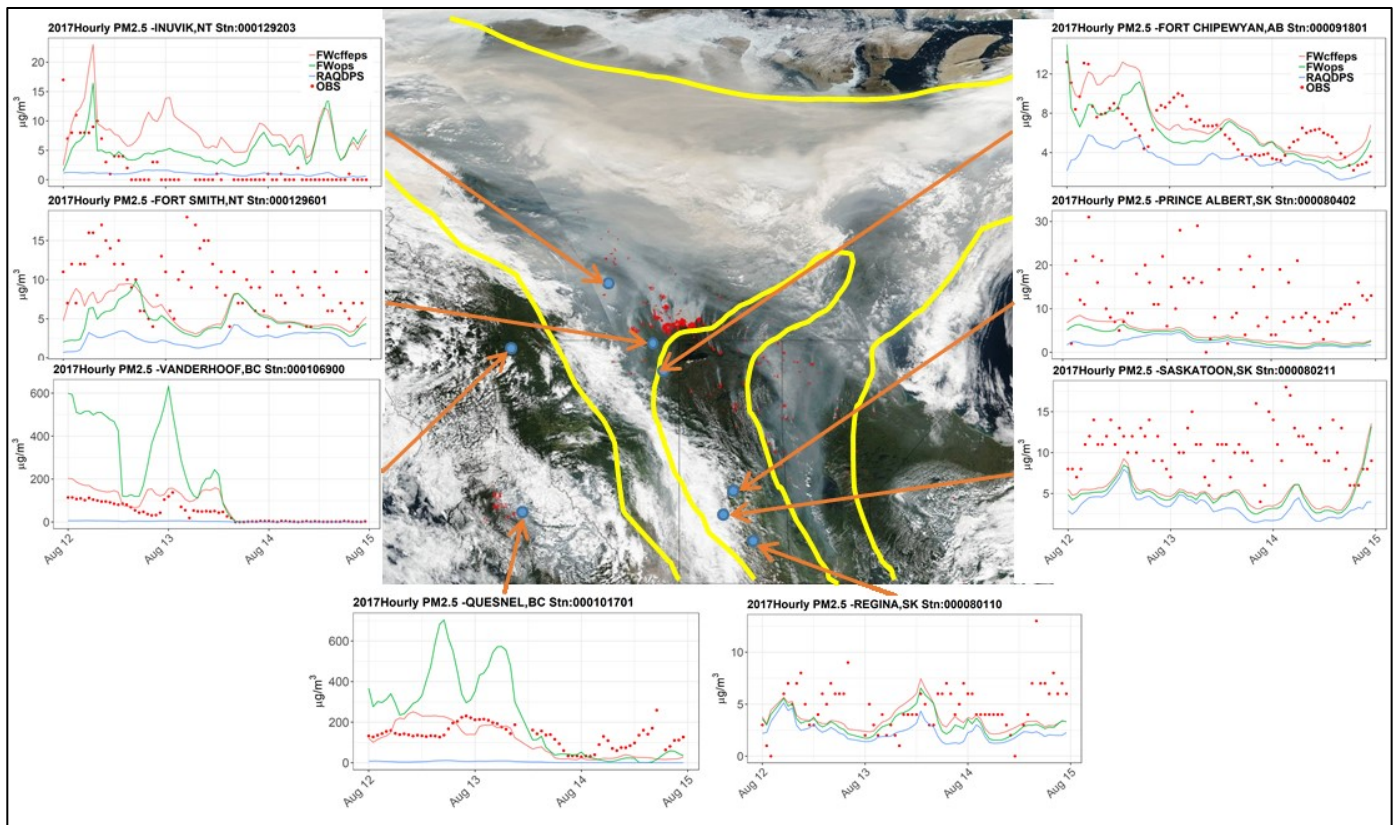 2017Hourly PM2.5 -INUVIK,NT Stn:000129203
µg/m³
20
15
10
5
0
FWcffeps
FWops
RAQDPS
OBS
2017Hourly PM2.5 -FORT SMITH,NT Stn:000129601
µg/m³
15
10
5
0
2017Hourly PM2.5 -VANDERHOOF,BC Stn:000106900
µg/m³
600
400
200
0
Aug 12
Aug 13
Aug 14
Aug 15
2017Hourly PM2.5 -FORT CHIPEWYAN,AB Stn:000091801
µg/m³
12
8
4
FWcffeps
FWops
RAQDPS
OBS
2017Hourly PM2.5 -PRINCE ALBERT,SK Stn:000080402
µg/m³
30
20
10
0
2017Hourly PM2.5 -SASKATOON,SK Stn:000080211
µg/m³
15
10
5
Aug 12
Aug 13
Aug 14
Aug 15
2017Hourly PM2.5 -QUESNEL,BC Stn:000101701
µg/m³
600
400
200
0
Aug 12
Aug 13
Aug 14
Aug 15
2017Hourly PM2.5 -REGINA,SK Stn:000080110
µg/m³
10
5
0
Aug 12
Aug 13
Aug 14
Aug 15